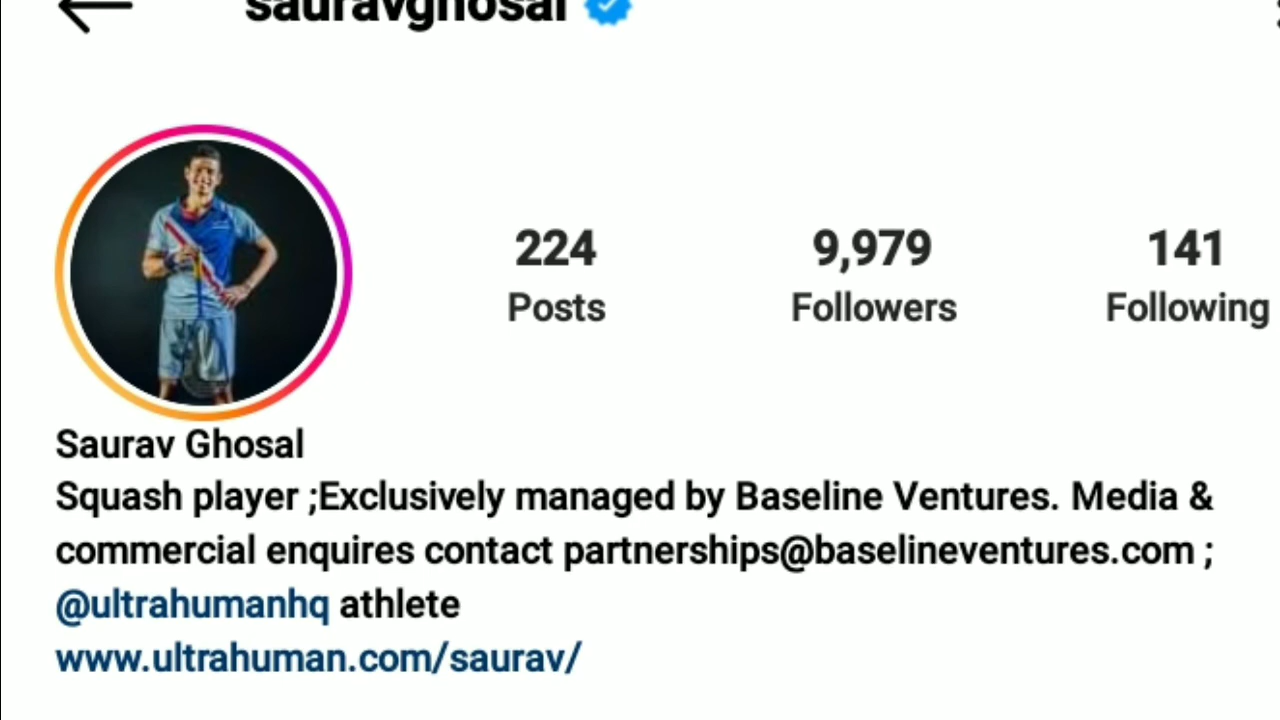 sauravghosal
224 9,979 141
Posts Followers Following
Saurav Ghosal
Squash player ;Exclusively managed by Baseline Ventures. Media &
commercial enquires contact partnerships@baselineventures.com ;
@ultrahumanhq athlete
www.ultrahuman.com/saurav/